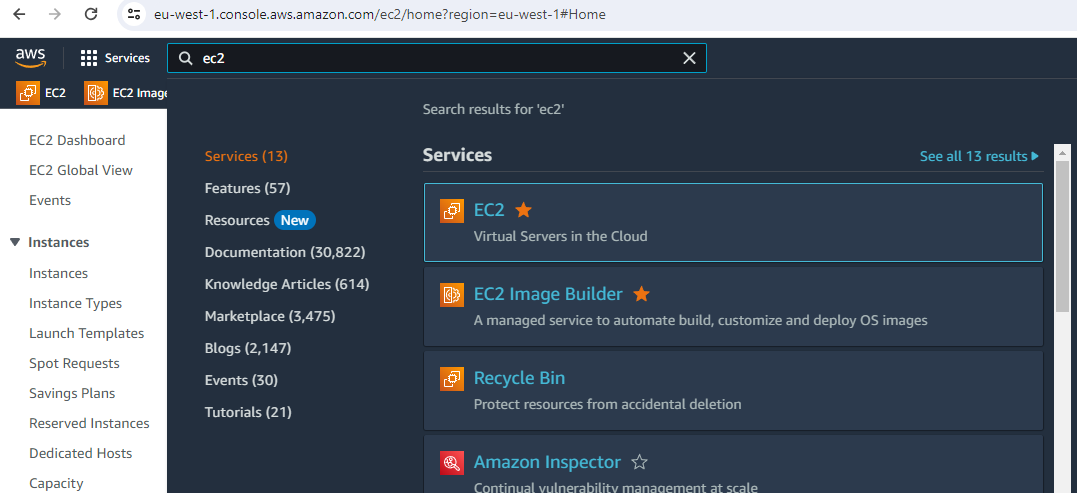 eu-west-1.console.aws.amazon.com/ec2/home?region=eu-west-1#Home
aws
Services
ec2
EC2
EC2 Image
Search results for 'ec2'
EC2 Dashboard
EC2 Global View
Events
Instances
Instances
Instance Types
Launch Templates
Spot Requests
Savings Plans
Reserved Instances
Dedicated Hosts
Capacity
Services (13)
Features (57)
Resources New
Documentation (30,822)
Knowledge Articles (614)
Marketplace (3,475)
Blogs (2,147)
Events (30)
Tutorials (21)
Services
See all 13 results
EC2
Virtual Servers in the Cloud
EC2 Image Builder
A managed service to automate build, customize and deploy OS images
Recycle Bin
Protect resources from accidental deletion
Amazon Inspector
Continual vulnerability management at scale